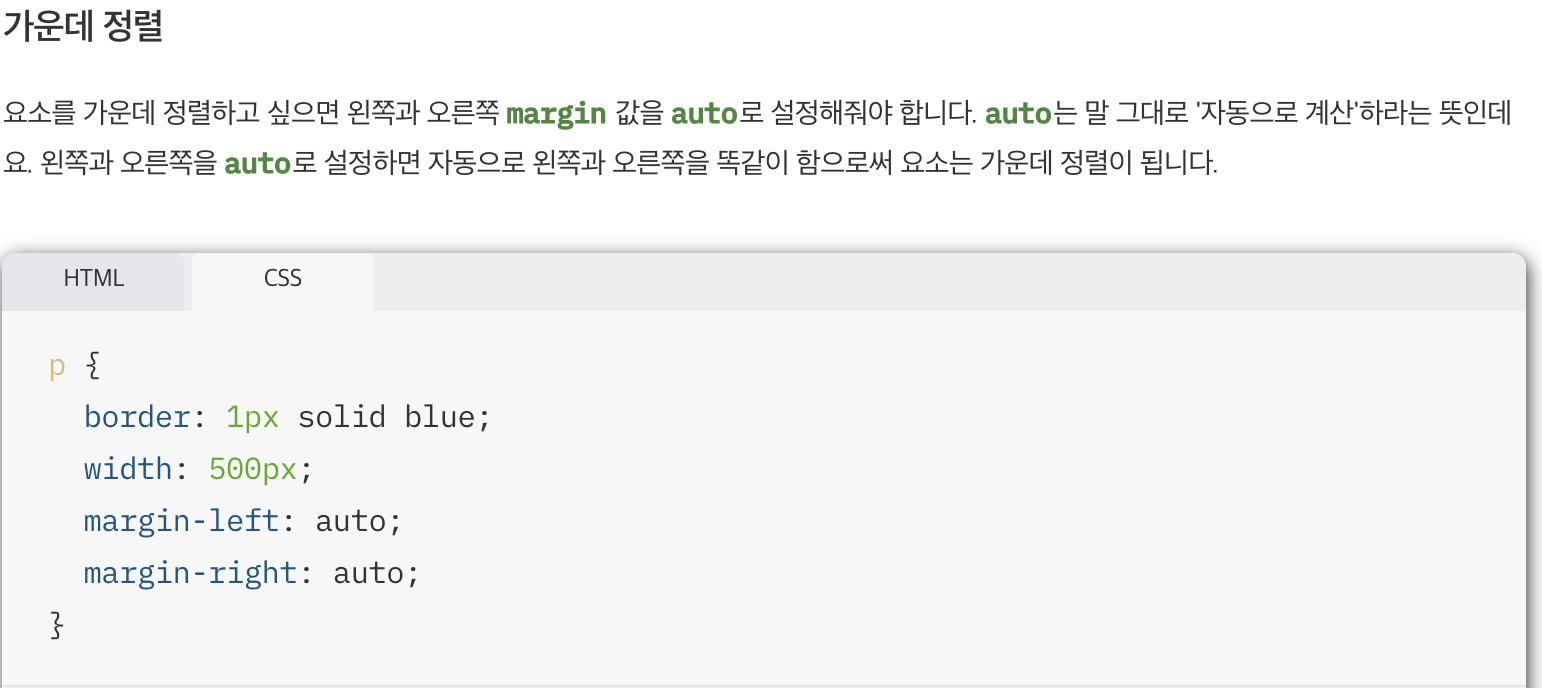 가운데 정렬
요소를 가운데 정렬하고 싶으면 왼쪽과 오른쪽 margin 값을 auto로 설정해줘야 합니다. auto는 말 그대로 '자동으로 계산'하라는 뜻인데
요. 왼쪽과 오른쪽을 auto로 설정하면 자동으로 왼쪽과 오른쪽을 똑같이 함으로써 요소는 가운데 정렬이 됩니다.
HTML CSS
p {
  border: 1px solid blue;
  width: 500px;
  margin-left: auto;
  margin-right: auto;
}